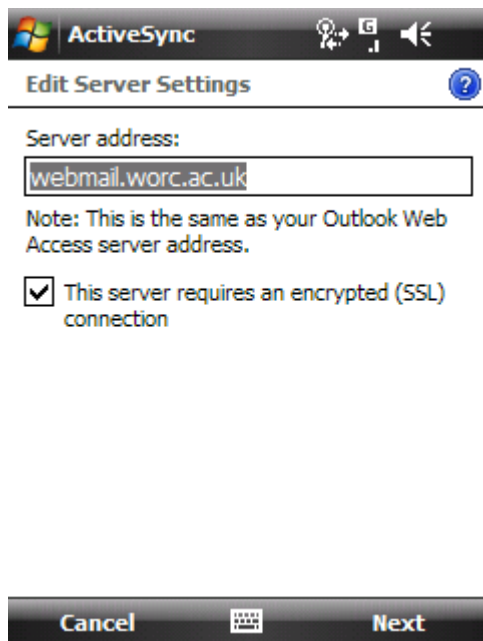 ActiveSync
G
Edit Server Settings
?
Server address:
webmail.worc.ac.uk
Note: This is the same as your Outlook Web
Access server address.
This server requires an encrypted (SSL)
connection
Cancel
Next